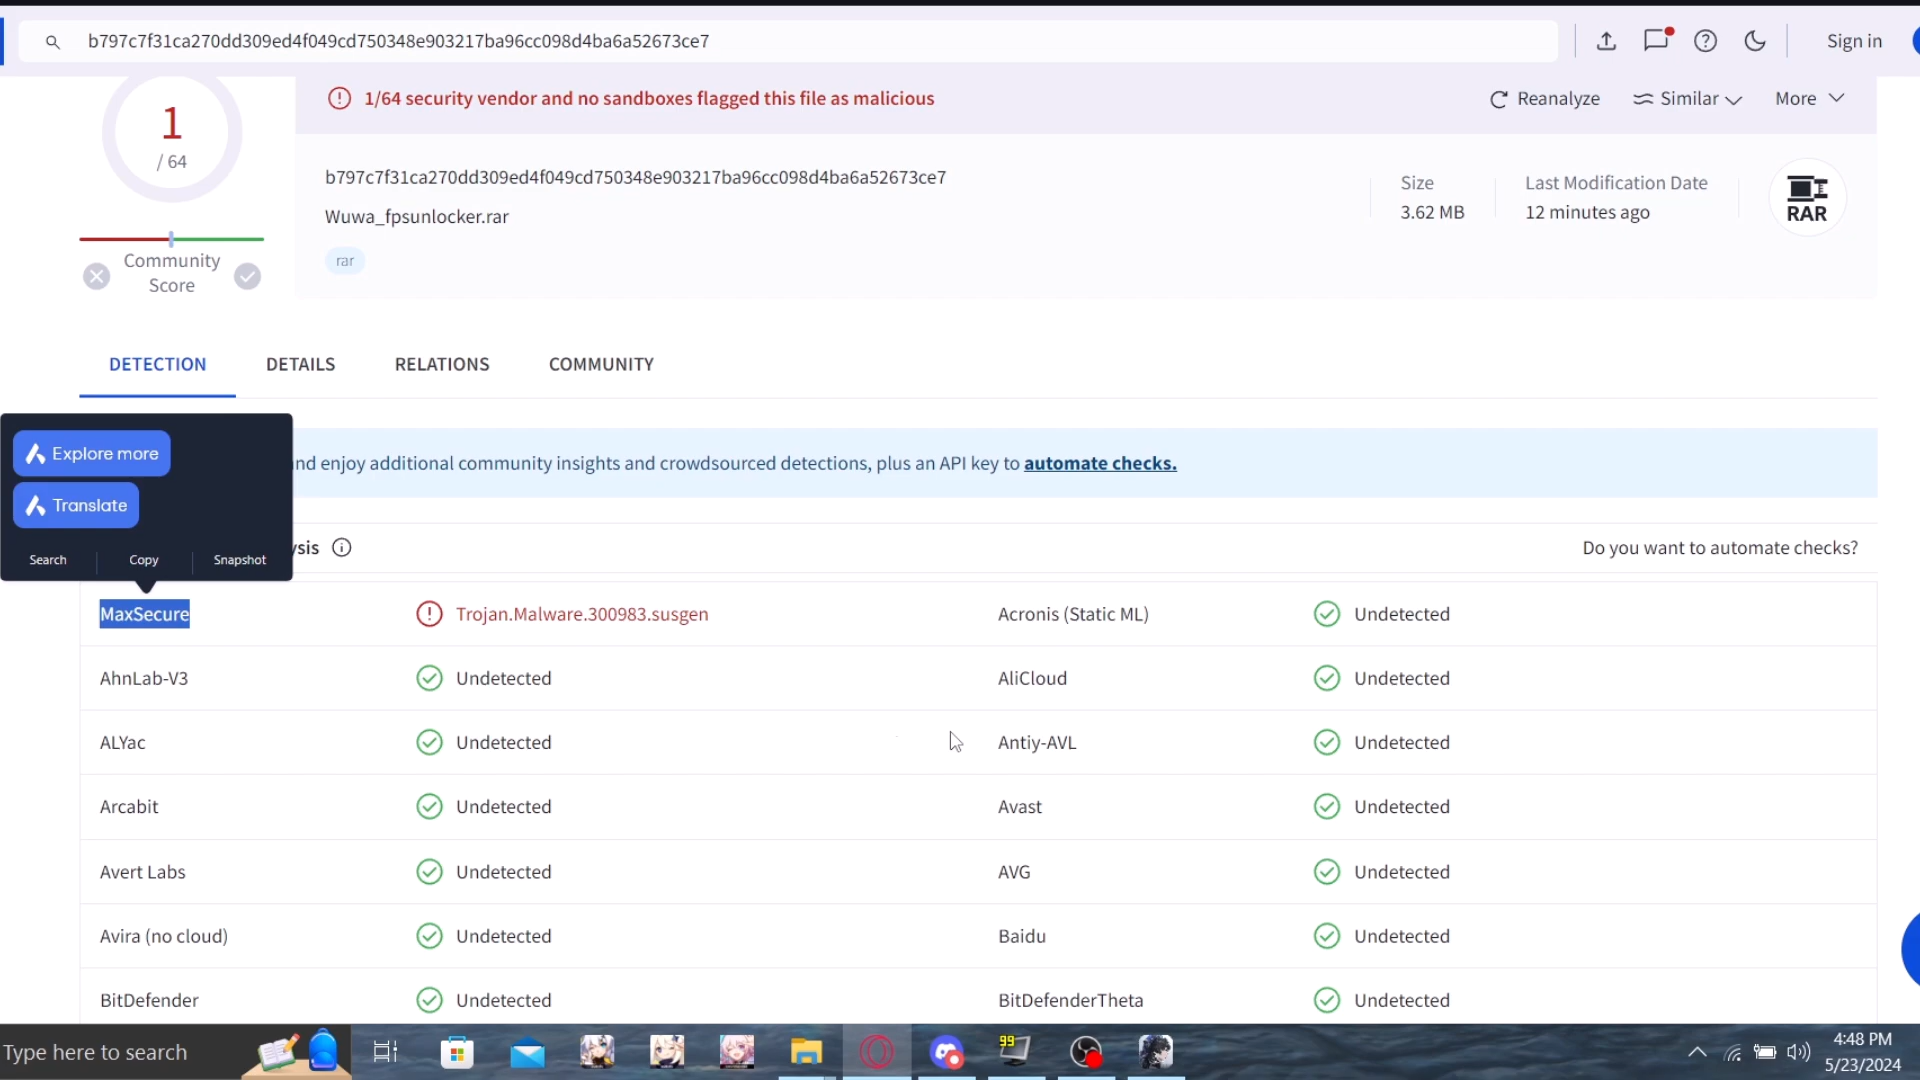 b797c7f31ca270dd309ed4f049cd750348e903217ba96cc098d4ba6a52673ce7
Sign in
1
/ 64
1/64 security vendor and no sandboxes flagged this file as malicious
Reanalyze
Similar
More
b797c7f31ca270dd309ed4f049cd750348e903217ba96cc098d4ba6a52673ce7
Wuwa_fpsunlocker.rar
rar
Size
3.62 MB
Last Modification Date
12 minutes ago
RAR
Community
Score
DETECTION
DETAILS
RELATIONS
COMMUNITY
Explore more
Translate
Search
Copy
Snapshot
and enjoy additional community insights and crowdsourced detections, plus an API key to automate checks.
ysis
Do you want to automate checks?
MaxSecure
Trojan.Malware.300983.susgen
Acronis (Static ML)
Undetected
AhnLab-V3
Undetected
AliCloud
Undetected
ALYac
Undetected
Antiy-AVL
Undetected
Arcabit
Undetected
Avast
Undetected
Avert Labs
Undetected
AVG
Undetected
Avira (no cloud)
Undetected
Baidu
Undetected
BitDefender
Undetected
BitDefenderTheta
Undetected
Type here to search
99
4:48 PM
5/23/2024